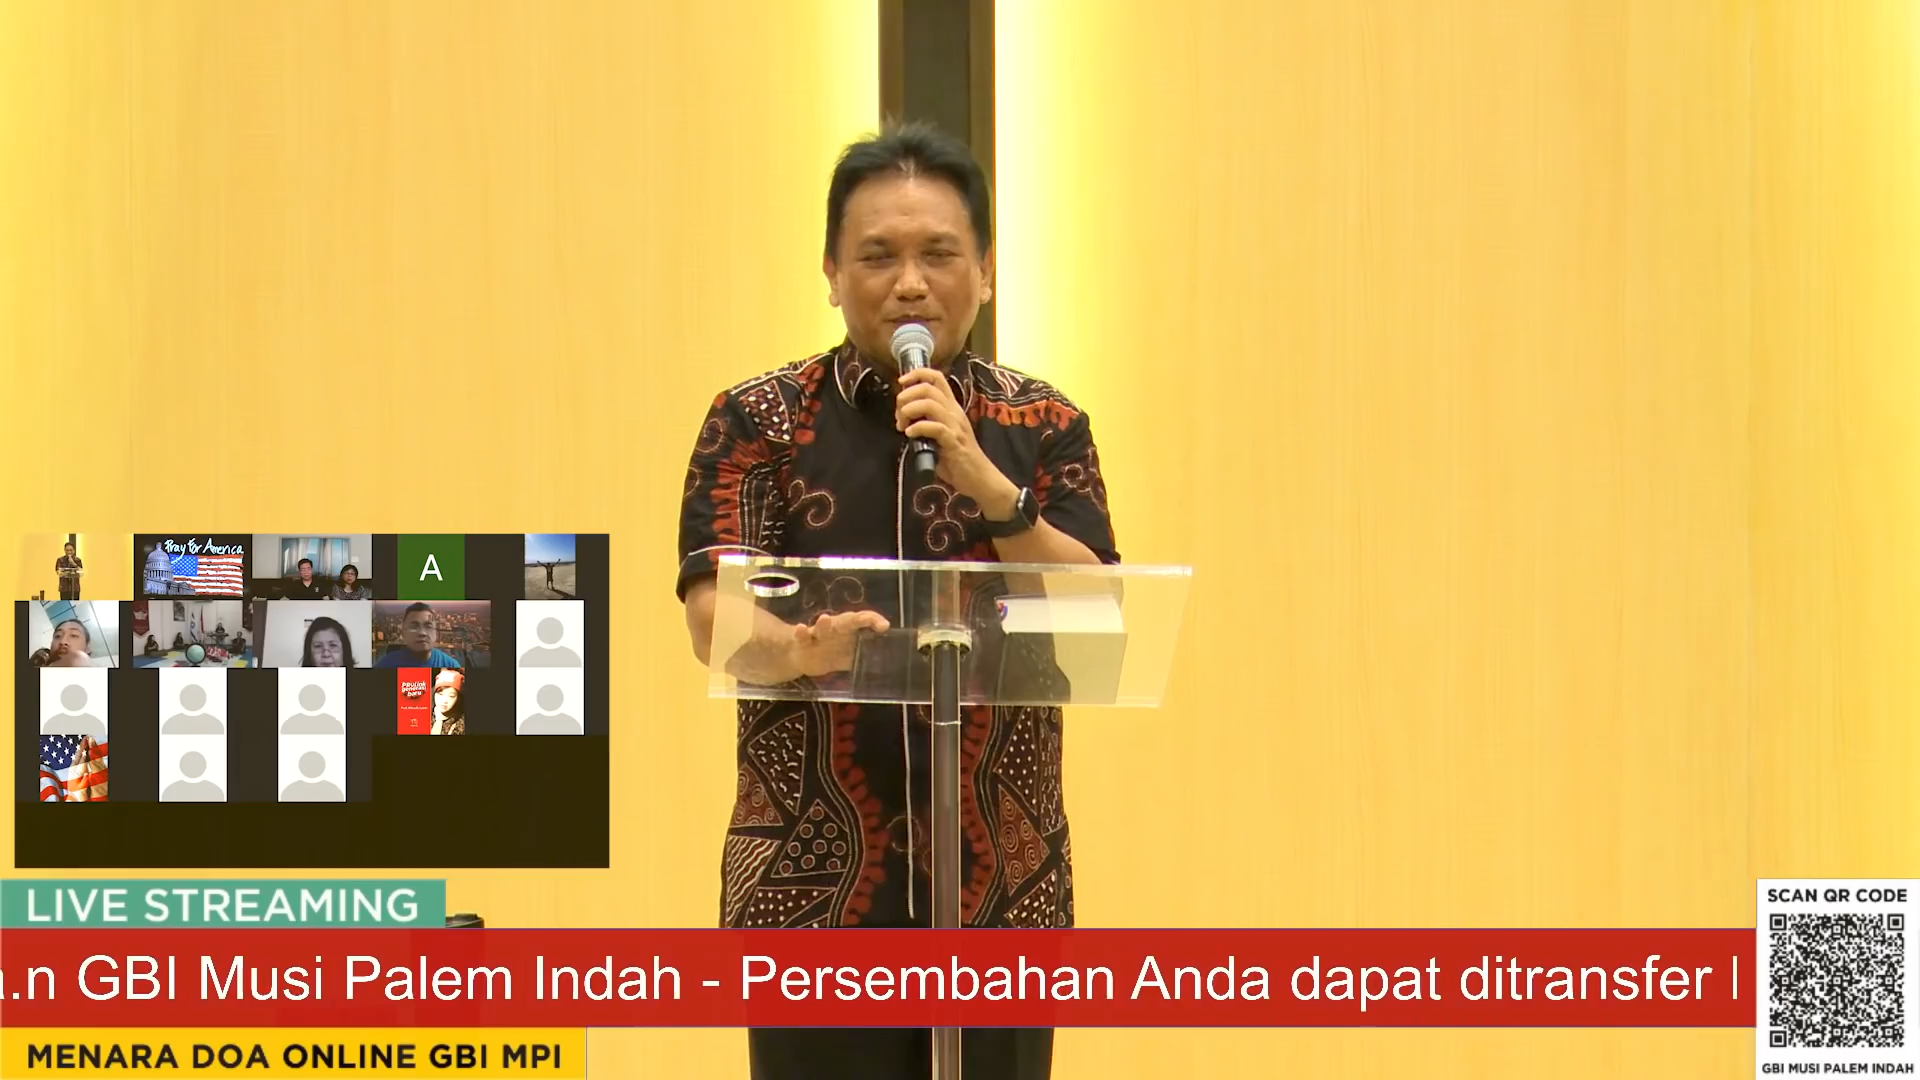 Pray for America
A
LIVE STREAMING
a.n GBI Musi Palem Indah - Persembahan Anda dapat ditransfer
MENARA DOA ONLINE GBI MPI
SCAN QR CODE
GBI MUSI PALEM INDAH